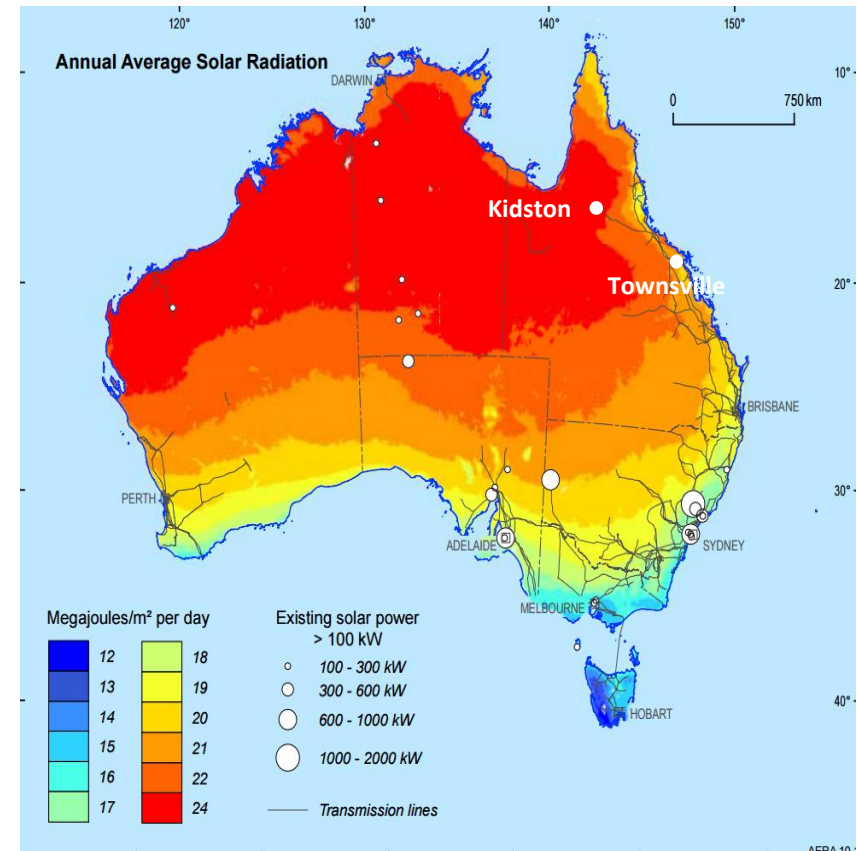 120° 130° 140° 150°
Annual Average Solar Radiation
DARWIN
10°
0 750 km
Kidston
Townsville
20°
BRISBANE
PERTH
30°
ADELAIDE
SYDNEY
MELBOURNE
HOBART
40°
Megajoules/m² per day
12 18
13 19
14 20
15 21
16 22
17 24
Existing solar power
> 100 kW
100 - 300 kW
300 - 600 kW
600 - 1000 kW
1000 - 2000 kW
Transmission lines